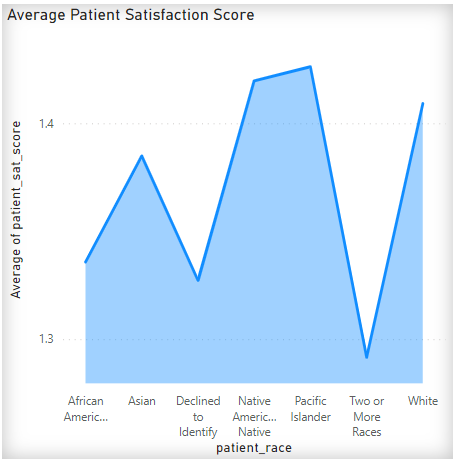 Average Patient Satisfaction Score
Average of patient_sat_score
1.4
1.3
African
Americ...
Asian
Declined
to
Identify
Native
Americ...
Native
Pacific
Islander
Two or
More
Races
White
patient_race